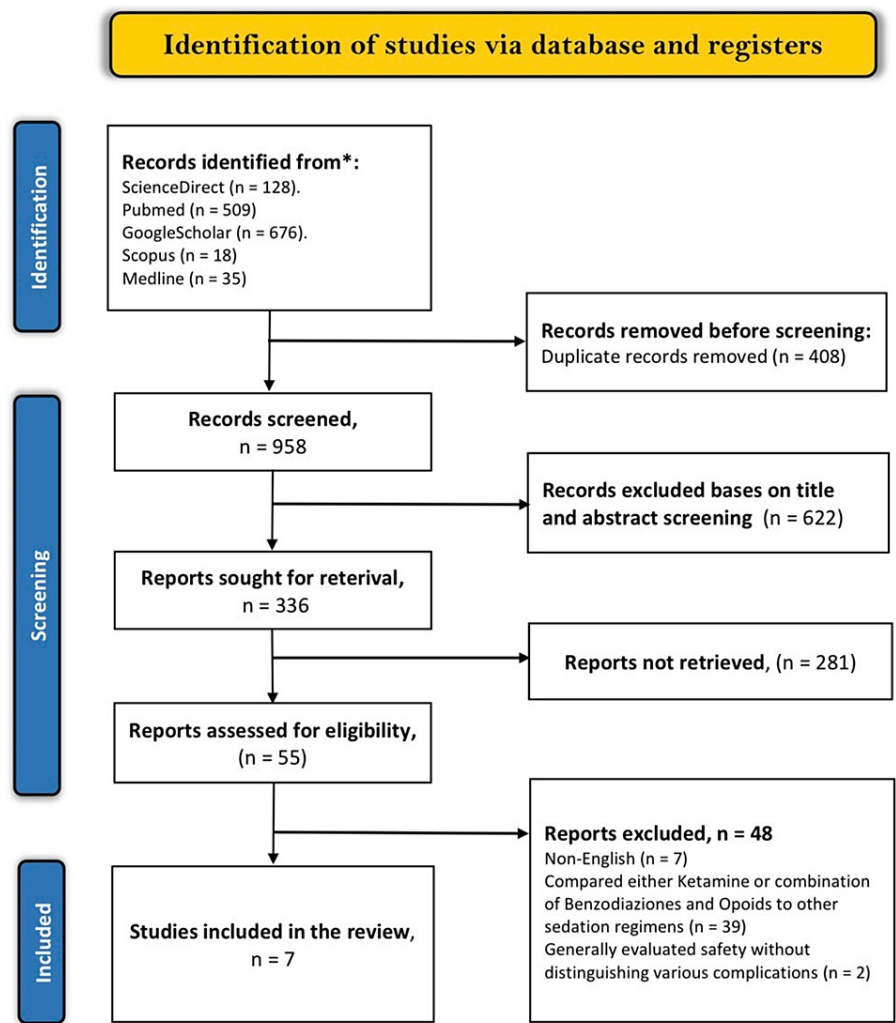 Identification of studies via database and registers
Identification
Records identified from*:
ScienceDirect (n = 128).
Pubmed (n = 509)
GoogleScholar (n = 676).
Scopus (n = 18)
Medline (n = 35)
Records removed before screening:
Duplicate records removed (n = 408)
Screening
Records screened,
n = 958
Records excluded bases on title
and abstract screening (n = 622)
Reports sought for reterival,
n = 336
Reports not retrieved, (n = 281)
Reports assessed for eligibility,
(n = 55)
Reports excluded, n = 48
Non-English (n = 7)
Compared either Ketamine or combination
of Benzodiaziones and Opoids to other
sedation regimens (n = 39)
Generally evaluated safety without
distinguishing various complications (n = 2)
Included
Studies included in the review,
n = 7